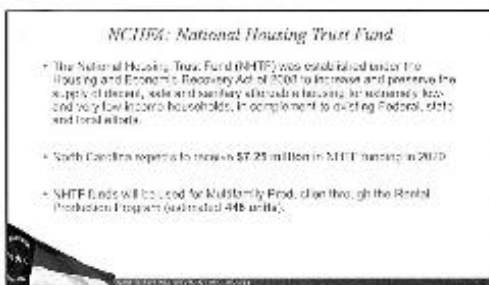 NCHFA: National Housing Trust Fund
• The National Housing Trust Fund (NHTF) was established under the
Housing and Economic Recovery Act of 2008 to increase and preserve the
supply of decent, safe and sanitary affordable housing for extremely low-
and very low-income households, in complement to existing Federal, state
and local efforts.
• North Carolina expects to receive $7.25 million in NHTF funding in 2020
• NHTF funds will be used for Multifamily Production through the Rental
Production Program (estimated 446 units).